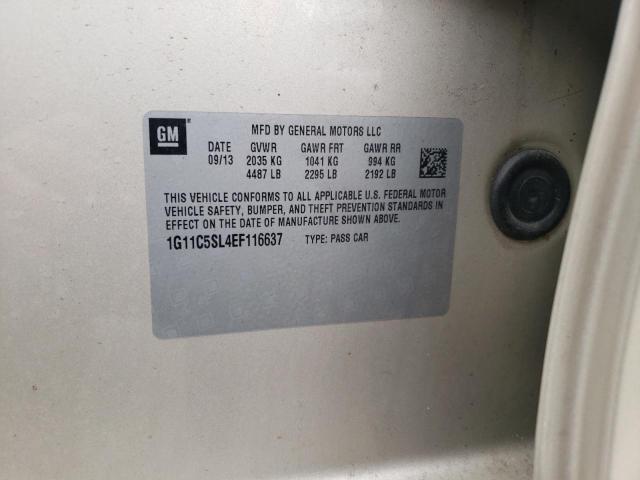 GM
MFD BY GENERAL MOTORS LLC
DATE GVWR GAWR FRT GAWR RR
09/13 2035 KG 1041 KG 994 KG
4487 LB 2295 LB 2192 LB
THIS VEHICLE CONFORMS TO ALL APPLICABLE U.S. FEDERAL MOTOR
VEHICLE SAFETY, BUMPER, AND THEFT PREVENTION STANDARDS IN
EFFECT ON THE DATE OF MANUFACTURE SHOWN ABOVE.
1G11C5SL4EF116637 TYPE: PASS CAR